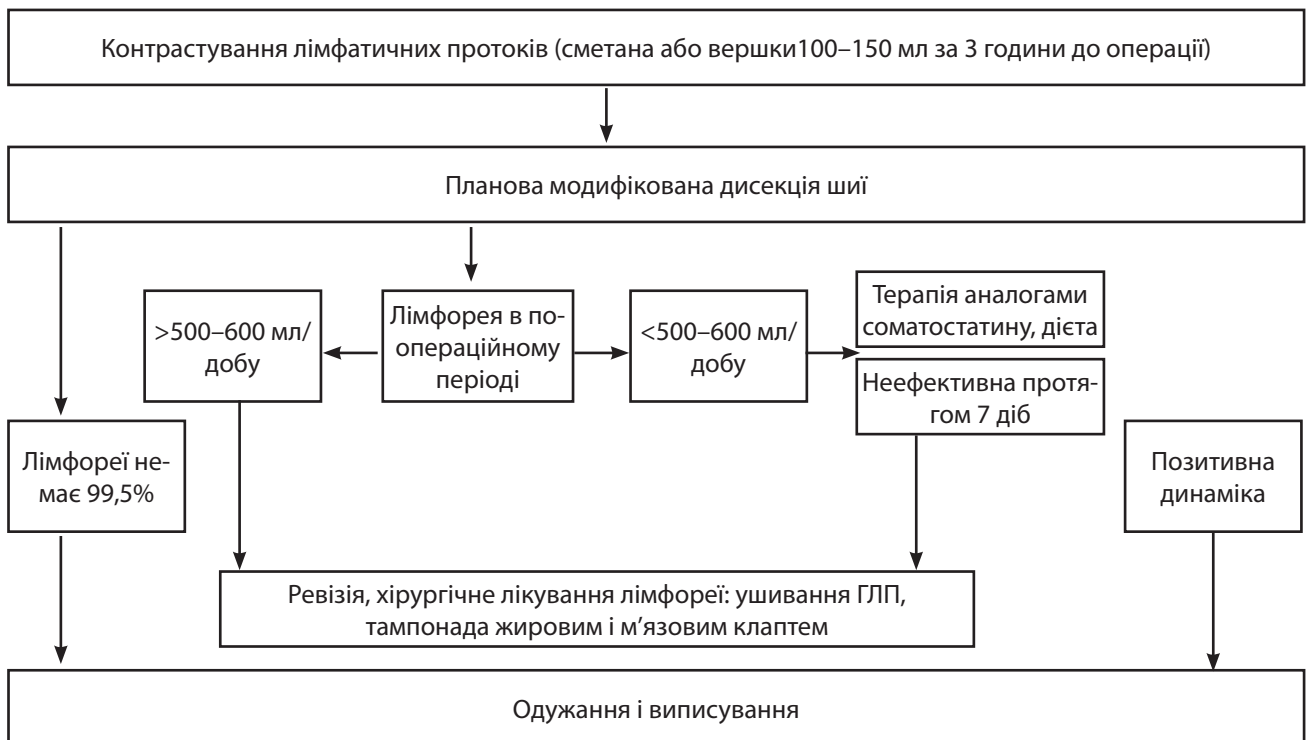 Контрастування лімфатичних протоків (сметана або вершки100–150 мл за 3 години до операції)
Планова модифікована дисекція шиї
>500–600 мл/
добу
Лімфорея в по-
операційному
періоді
<500–600 мл/
добу
Терапія аналогами
соматостатину, дієта
Неефективна протя-
гом 7 діб
Лімфореї не-
має 99,5%
Позитивна
динаміка
Ревізія, хірургічне лікування лімфореї: ушивання ГЛП,
тампонада жировим і м’язовим клаптем
Одужання і виписування